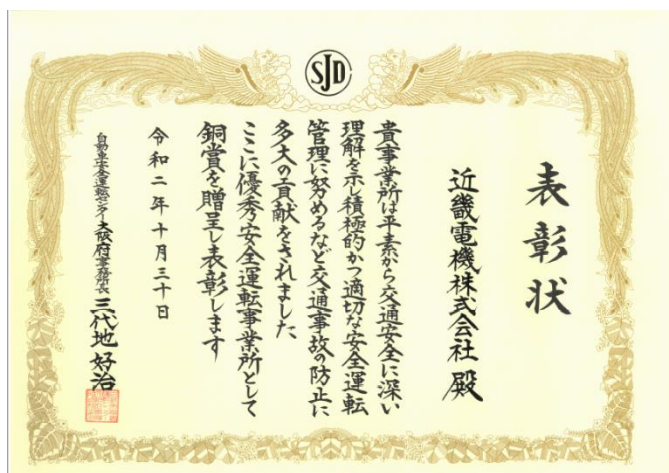 SJD
表彰状
近畿電機株式会社 殿
貴事業所は平素から交通安全に深い
理解を示し積極的かつ適切な安全運転
管理に努めるなど交通事故の防止に
多大の貢献をされました
ここに優秀安全運転事業所として
銅賞を贈呈し表彰します
令和二年十月三十日
自動車安全運転センター大阪府事務所長 三代地 好治